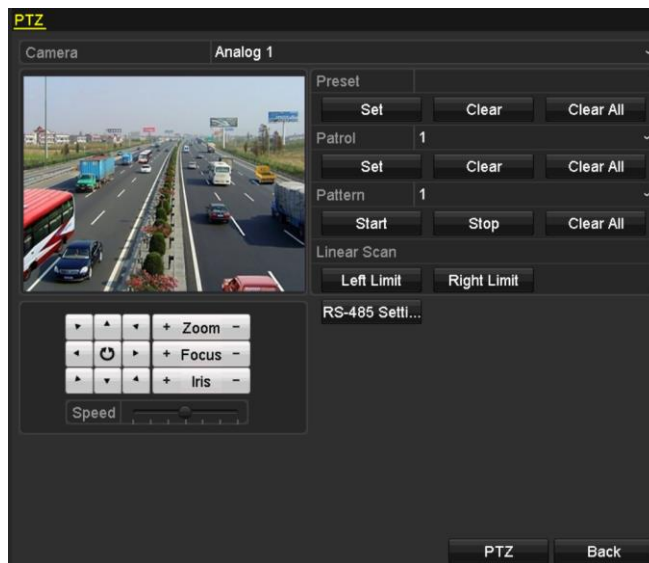 PTZ
Camera Analog 1
Preset
Set Clear Clear All
Patrol 1
Set Clear Clear All
Pattern 1
Start Stop Clear All
Linear Scan
Left Limit Right Limit
RS-485 Setti...
+ Zoom −
+ Focus −
+ Iris −
Speed
PTZ Back